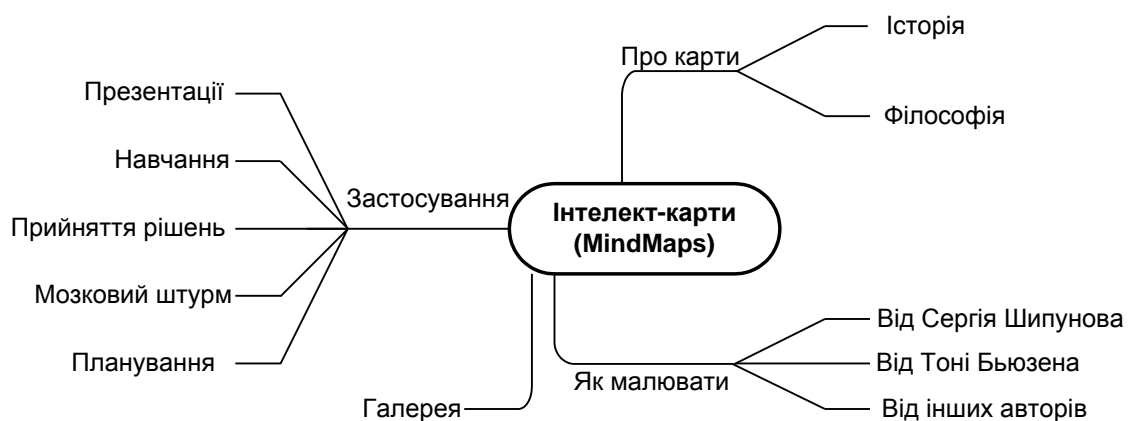 Історія
Про карти
Філософія
Презентації
Навчання
Застосування
Прийняття рішень
Мозковий штурм
Планування
Інтелект-карти
(MindMaps)
Від Сергія Шипунова
Від Тоні Бьюзена
Як малювати
Від інших авторів
Галерея